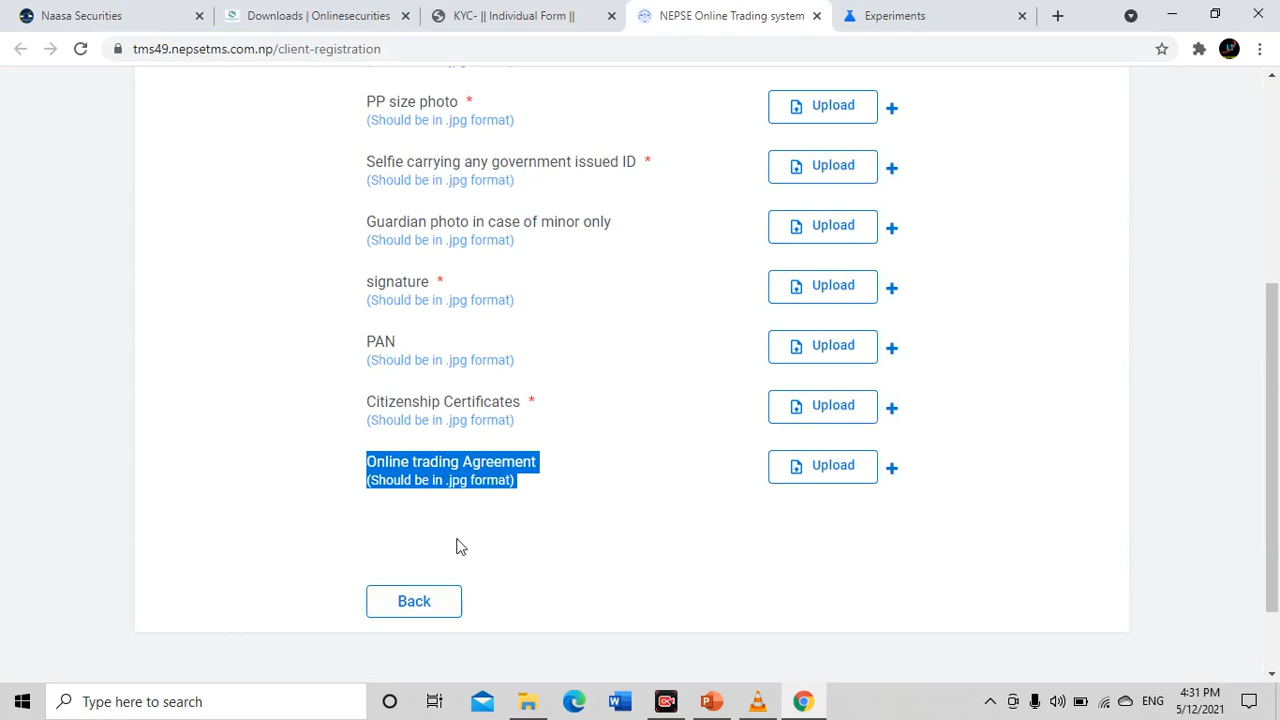 Naasa Securities
Downloads | Onlinesecurities
KYC- || Individual Form ||
NEPSE Online Trading system
Experiments
tms49.nepsetms.com.np/client-registration
PP size photo *
(Should be in .jpg format)
Upload
Selfie carrying any government issued ID *
(Should be in .jpg format)
Upload
Guardian photo in case of minor only
(Should be in .jpg format)
Upload
signature *
(Should be in .jpg format)
Upload
PAN
(Should be in .jpg format)
Upload
Citizenship Certificates *
(Should be in .jpg format)
Upload
Online trading Agreement
(Should be in .jpg format)
Upload
Back
Type here to search
ENG
4:31 PM
5/12/2021